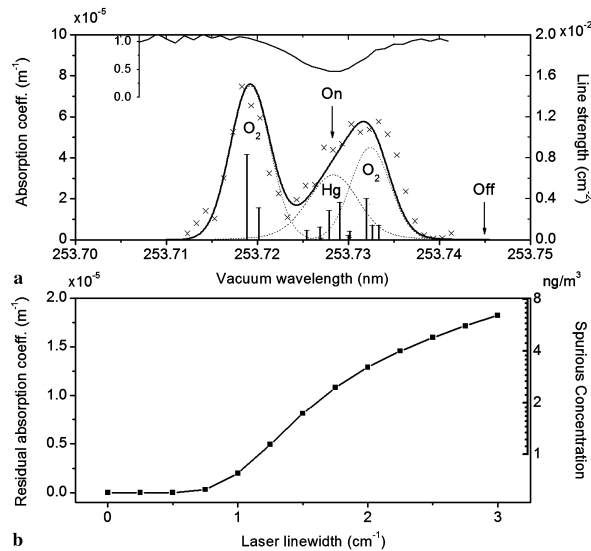 x10⁻⁵
x10⁻²
10
8
6
4
2
0
Absorption coeff. (m⁻¹)
1.0
0.5
0.0
2.0
1.6
1.2
0.8
0.4
0.0
Line strength (cm⁻²)
On
O₂
Hg
O₂
Off
253.70
253.71
253.72
253.73
253.74
253.75
Vacuum wavelength (nm)
a
x10⁻⁵
ng/m³
2.0
1.5
1.0
0.5
0.0
Residual absorption coeff. (m⁻¹)
8
4
2
1
Spurious Concentration
0
1
2
3
Laser linewidth (cm⁻¹)
b